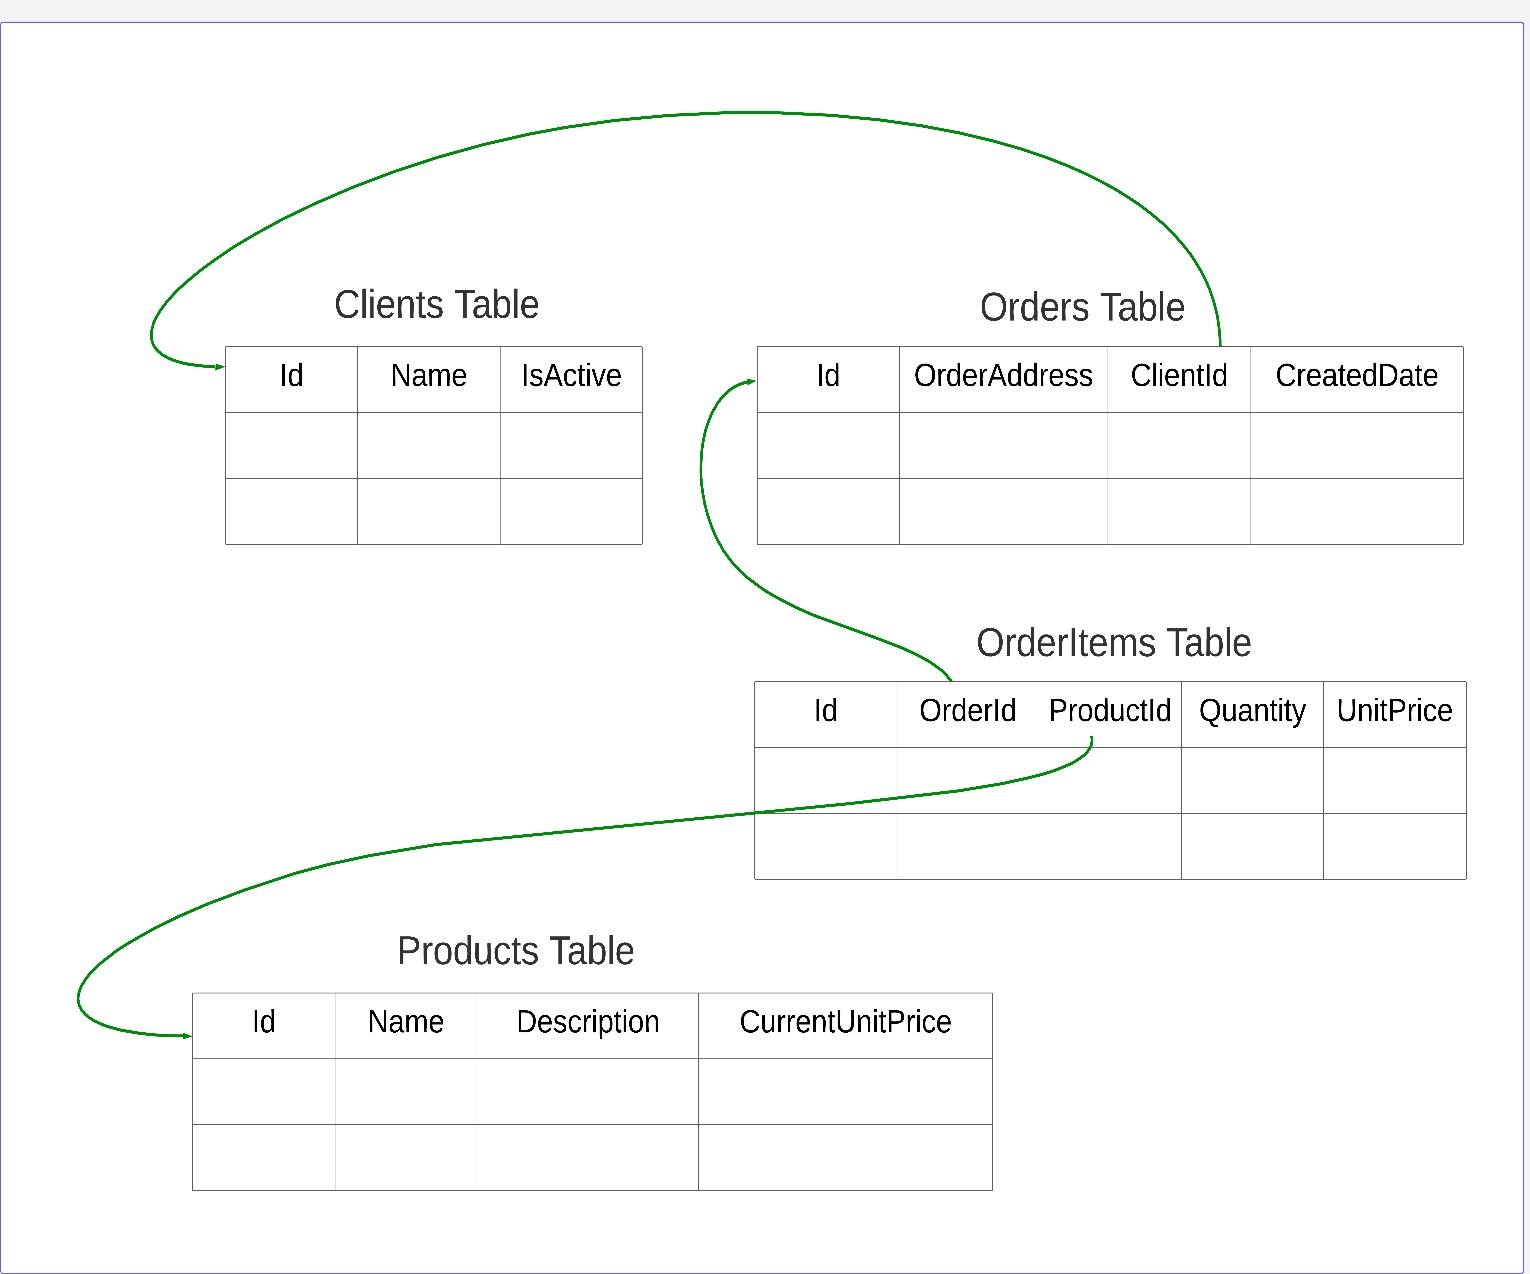 Clients Table
Id Name IsActive
Orders Table
Id OrderAddress ClientId CreatedDate
OrderItems Table
Id OrderId ProductId Quantity UnitPrice
Products Table
Id Name Description CurrentUnitPrice